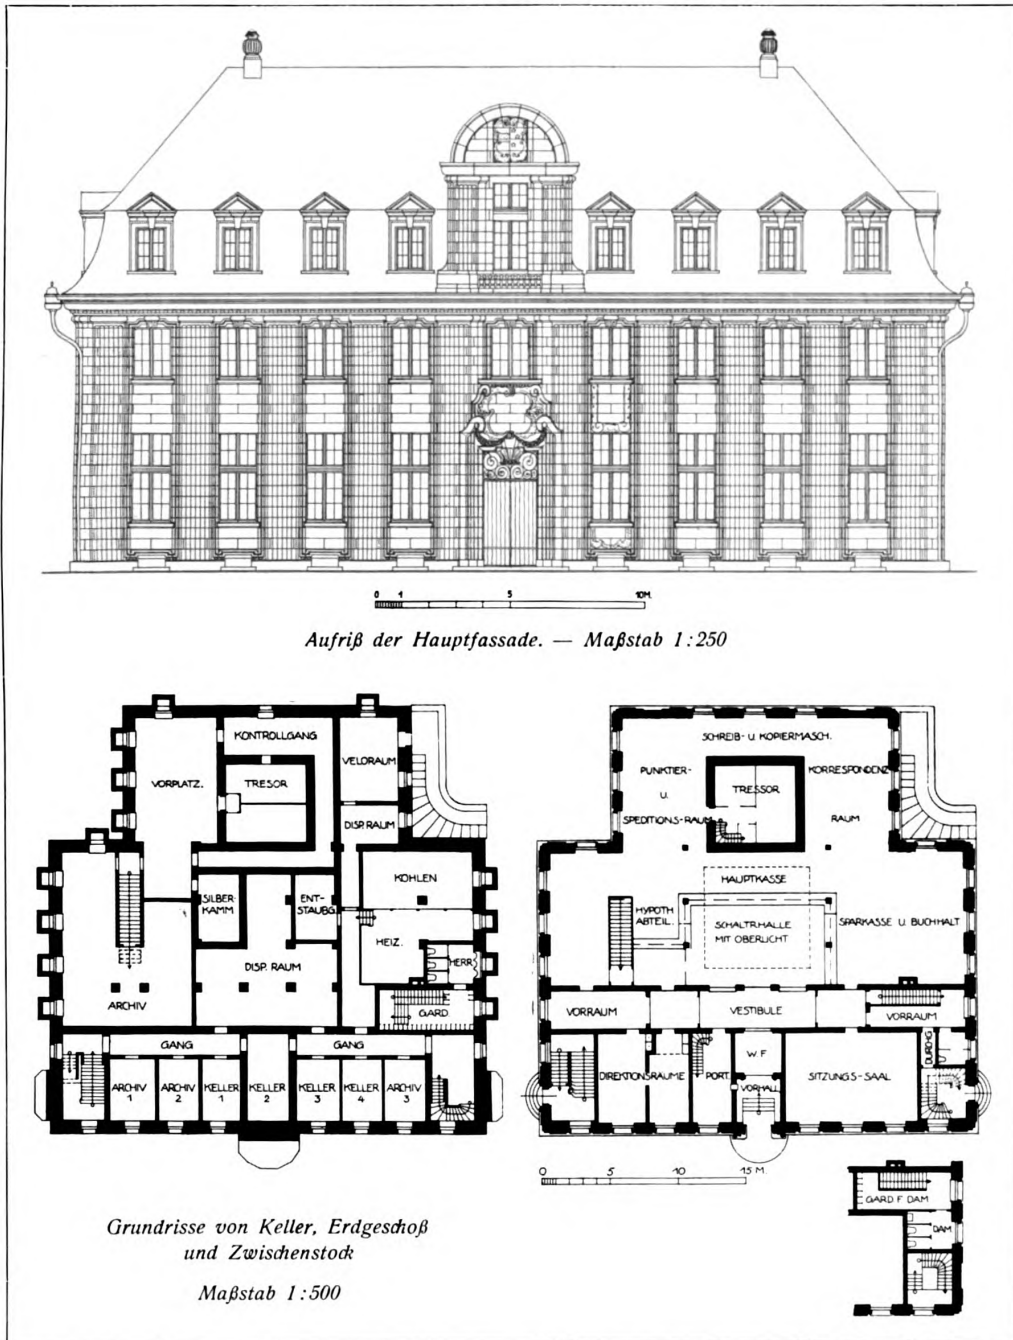 0 1 5 10M.
Aufriß der Hauptfassade. — Maßstab 1:250
KONTROLLGANG
VORPLATZ.
TRESOR
VELORAUM
DISP. RAUM
SILBER-
KAMM
ENT-
STAUBG.
KOHLEN
HEIZ.
DISP. RAUM
HERR.
ARCHIV
GARD.
GANG
GANG
ARCHIV
1
ARCHIV
2
KELLER
1
KELLER
2
KELLER
3
KELLER
4
ARCHIV
3
SCHREIB- U. KOPIERMASCH.
PUNKTIER-
U.
SPEDITIONS-RAUM
TRESSOR
KORRESPONDENZ
RAUM
HAUPTKASSE
HYPOTH.
ABTEIL.
SCHALTR.HALLE
MIT OBERLICHT
SPARKASSE U. BUCHHALT.
VORRAUM
VESTIBULE
VORRAUM
DIREKTIONSRÄUME
PORT.
W.F.
VORHALL
SITZUNGS-SAAL
DURCHG.
0 5 10 15 M.
GARD. F. DAM.
DAM.
Grundrisse von Keller, Erdgeschoß
und Zwischenstock
Maßstab 1:500